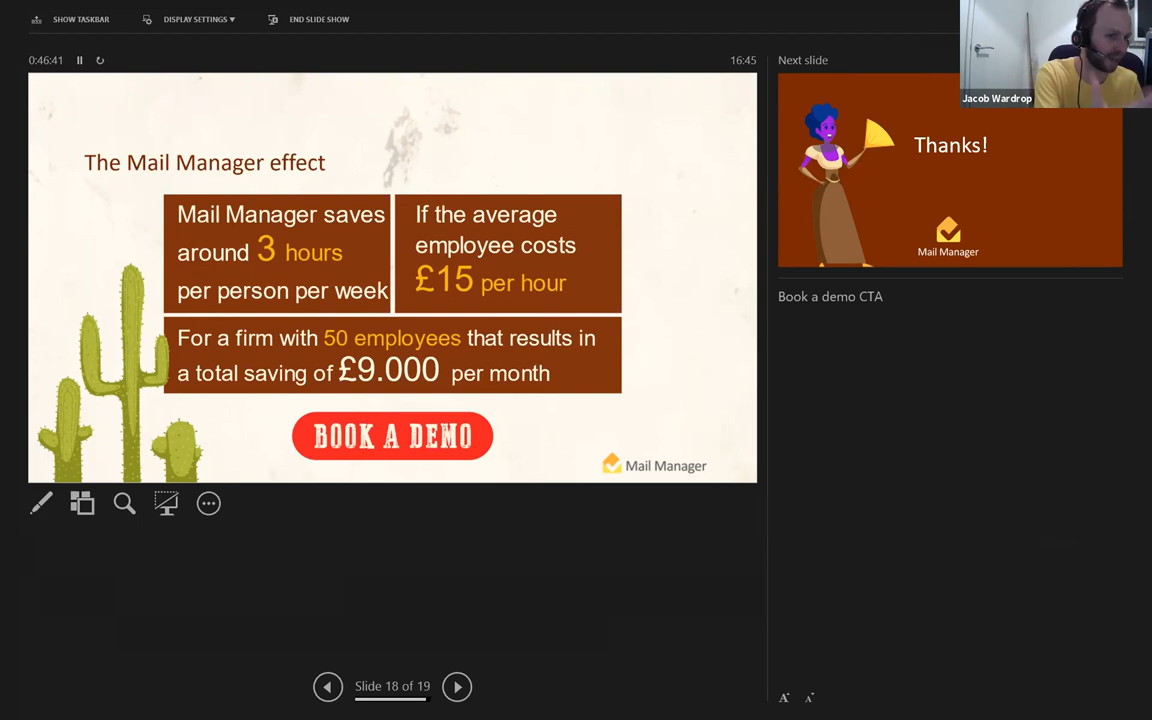 SHOW TASKBAR
DISPLAY SETTINGS ▼
END SLIDE SHOW
0:46:41
16:45
Next slide
Jacob Wardrop
The Mail Manager effect
Mail Manager saves
around 3 hours
per person per week
If the average
employee costs
£15 per hour
For a firm with 50 employees that results in
a total saving of £9.000 per month
BOOK A DEMO
Mail Manager
Thanks!
Mail Manager
Book a demo CTA
Slide 18 of 19
A
A